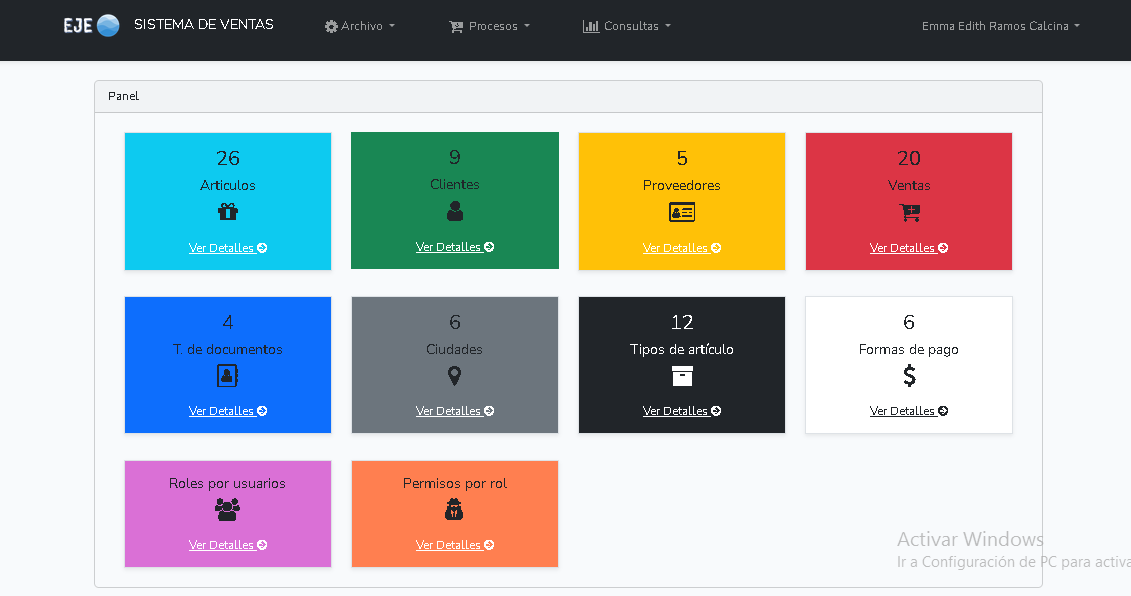 EJE SISTEMA DE VENTAS Archivo Procesos Consultas Emma Edith Ramos Calcina
Panel
26
Articulos
Ver Detalles
9
Clientes
Ver Detalles
5
Proveedores
Ver Detalles
20
Ventas
Ver Detalles
4
T. de documentos
Ver Detalles
6
Ciudades
Ver Detalles
12
Tipos de artículo
Ver Detalles
6
Formas de pago
Ver Detalles
Roles por usuarios
Ver Detalles
Permisos por rol
Ver Detalles
Activar Windows
Ir a Configuración de PC para activa